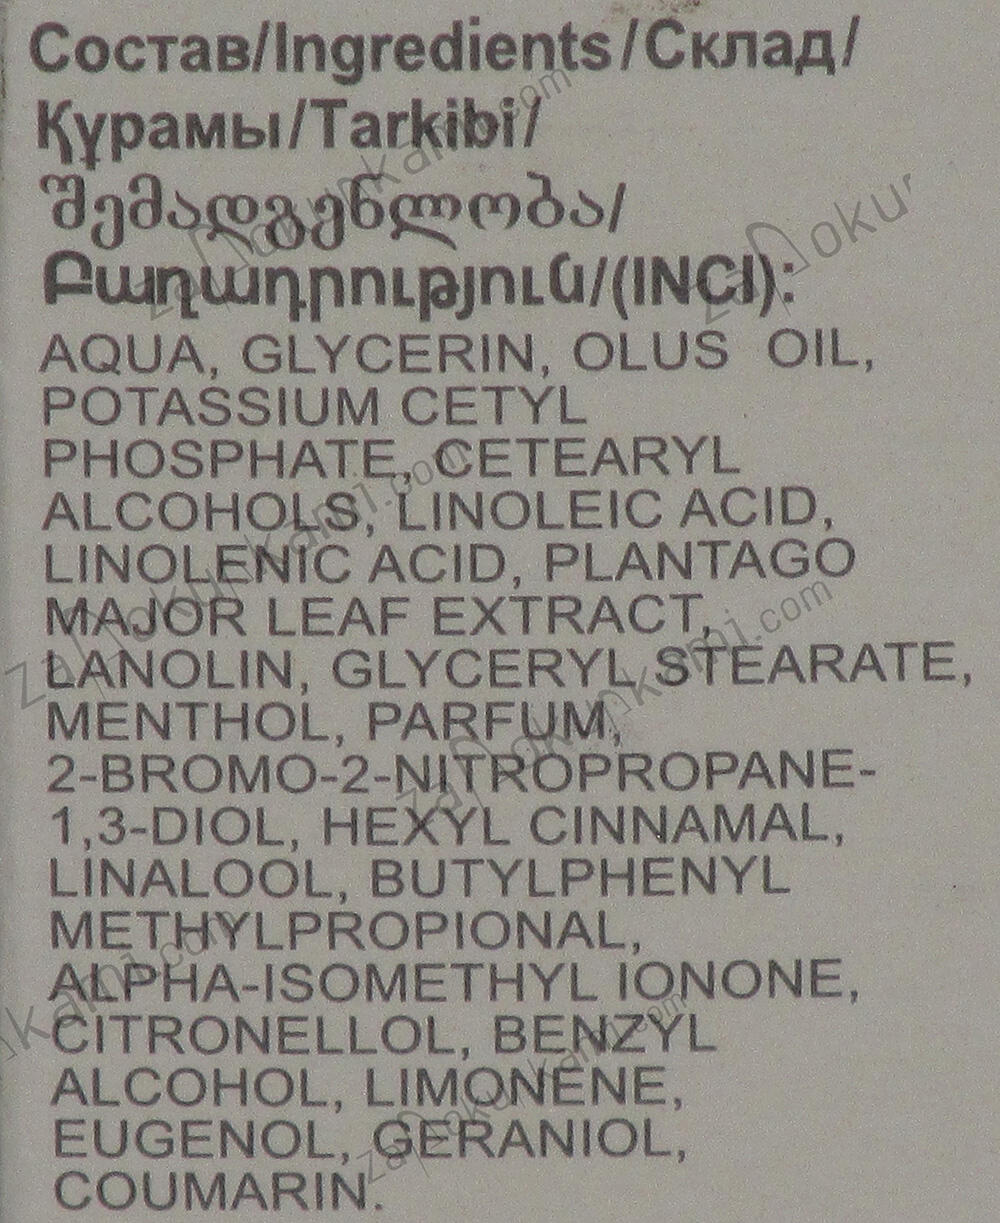 Состав/Ingredients/Склад/
Құрамы/Tarkibi/
შემადგენლობა/
Բաղադրություն/(INCI):
AQUA, GLYCERIN, OLUS OIL,
POTASSIUM CETYL
PHOSPHATE, CETEARYL
ALCOHOLS, LINOLEIC ACID,
LINOLENIC ACID, PLANTAGO
MAJOR LEAF EXTRACT,
LANOLIN, GLYCERYL STEARATE,
MENTHOL, PARFUM,
2-BROMO-2-NITROPROPANE-
1,3-DIOL, HEXYL CINNAMAL,
LINALOOL, BUTYLPHENYL
METHYLPROPIONAL,
ALPHA-ISOMETHYL IONONE,
CITRONELLOL, BENZYL
ALCOHOL, LIMONENE,
EUGENOL, GERANIOL,
COUMARIN.